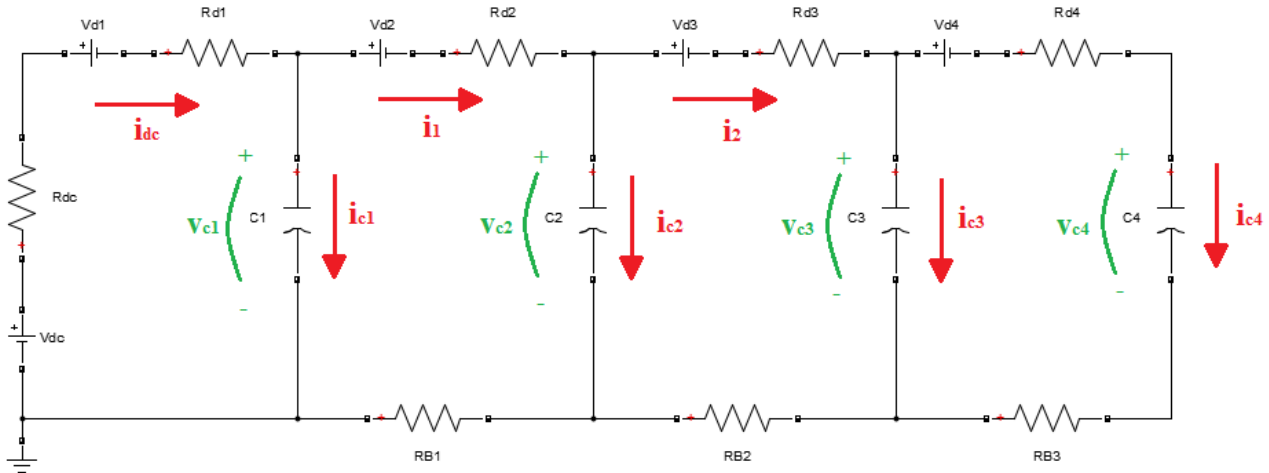 Vd1 Rd1 Vd2 Rd2 Vd3 Rd3 Vd4 Rd4
+ + + +
idc i1 i2
+ + + +
Rdc vc1 C1 ic1 vc2 C2 ic2 vc3 C3 ic3 vc4 C4 ic4
- - - -
+ Vdc
RB1 RB2 RB3